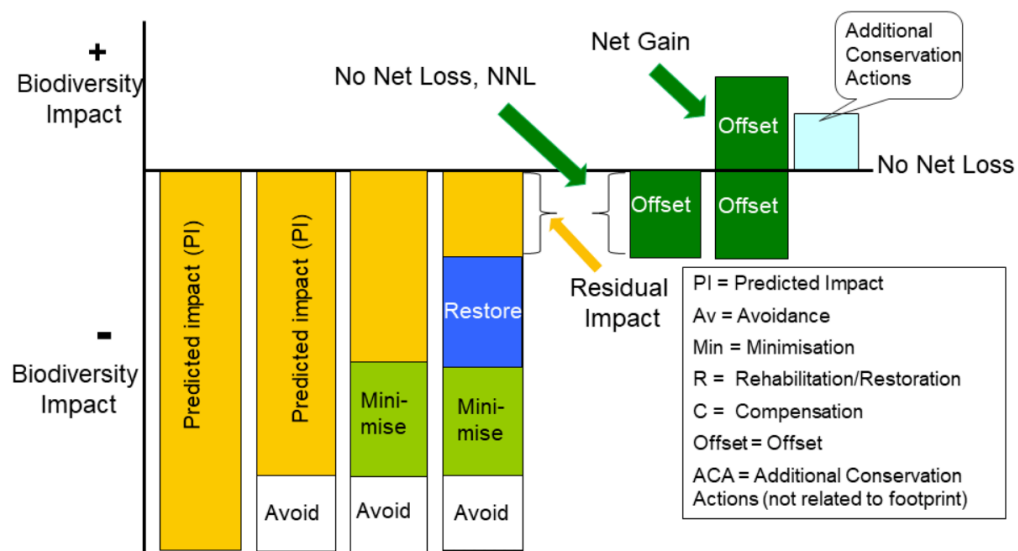 +
Biodiversity
Impact
No Net Loss, NNL
Net Gain
Additional
Conservation
Actions
Offset
No Net Loss
Offset
Offset
Predicted impact (PI)
Predicted impact (PI)
Residual
Impact
-
Biodiversity
Impact
Restore
Mini-
mise
Mini-
mise
Avoid
Avoid
Avoid
PI = Predicted Impact
Av = Avoidance
Min = Minimisation
R = Rehabilitation/Restoration
C = Compensation
Offset = Offset
ACA = Additional Conservation
Actions (not related to footprint)